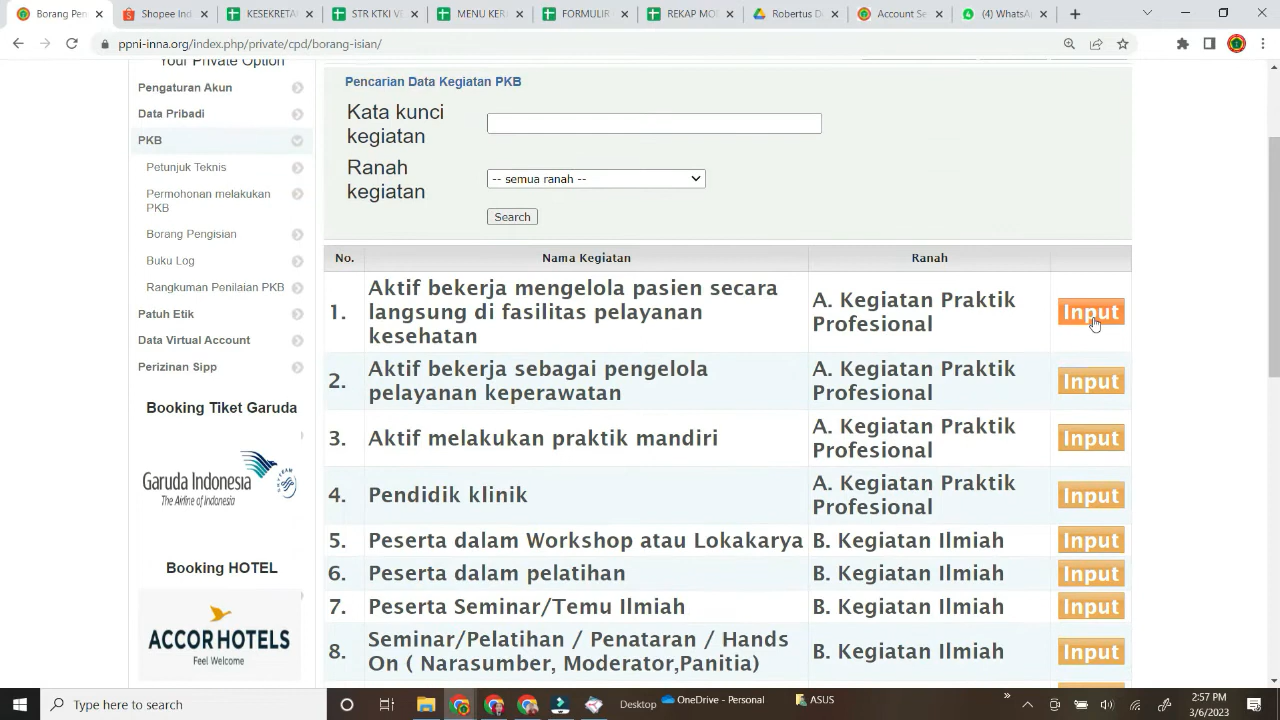 Borang Pen
Shopee Ind
KESEKRETA
STR KTKI V
MENU KER
FORMULIR
REKAP MO
Robertus D
Account Se
(4) WhatsA
ppni-inna.org/index.php/private/cpd/borang-isian/
Your Private Option
Pengaturan Akun
Data Pribadi
PKB
Petunjuk Teknis
Permohonan melakukan
PKB
Borang Pengisian
Buku Log
Rangkuman Penilaian PKB
Patuh Etik
Data Virtual Account
Perizinan Sipp
Booking Tiket Garuda
Garuda Indonesia
The Airline of Indonesia
Booking HOTEL
ACCOR HOTELS
Feel Welcome
Pencarian Data Kegiatan PKB
Kata kunci
kegiatan
Ranah
kegiatan
-- semua ranah --
Search
No. Nama Kegiatan Ranah
1. Aktif bekerja mengelola pasien secara
langsung di fasilitas pelayanan
kesehatan
A. Kegiatan Praktik
Profesional
Input
2. Aktif bekerja sebagai pengelola
pelayanan keperawatan
A. Kegiatan Praktik
Profesional
Input
3. Aktif melakukan praktik mandiri
A. Kegiatan Praktik
Profesional
Input
4. Pendidik klinik
A. Kegiatan Praktik
Profesional
Input
5. Peserta dalam Workshop atau Lokakarya B. Kegiatan Ilmiah Input
6. Peserta dalam pelatihan B. Kegiatan Ilmiah Input
7. Peserta Seminar/Temu Ilmiah B. Kegiatan Ilmiah Input
8. Seminar/Pelatihan / Penataran / Hands
On ( Narasumber, Moderator,Panitia)
B. Kegiatan Ilmiah
Input
Type here to search
Desktop
OneDrive - Personal
ASUS
»
2:57 PM
3/6/2023